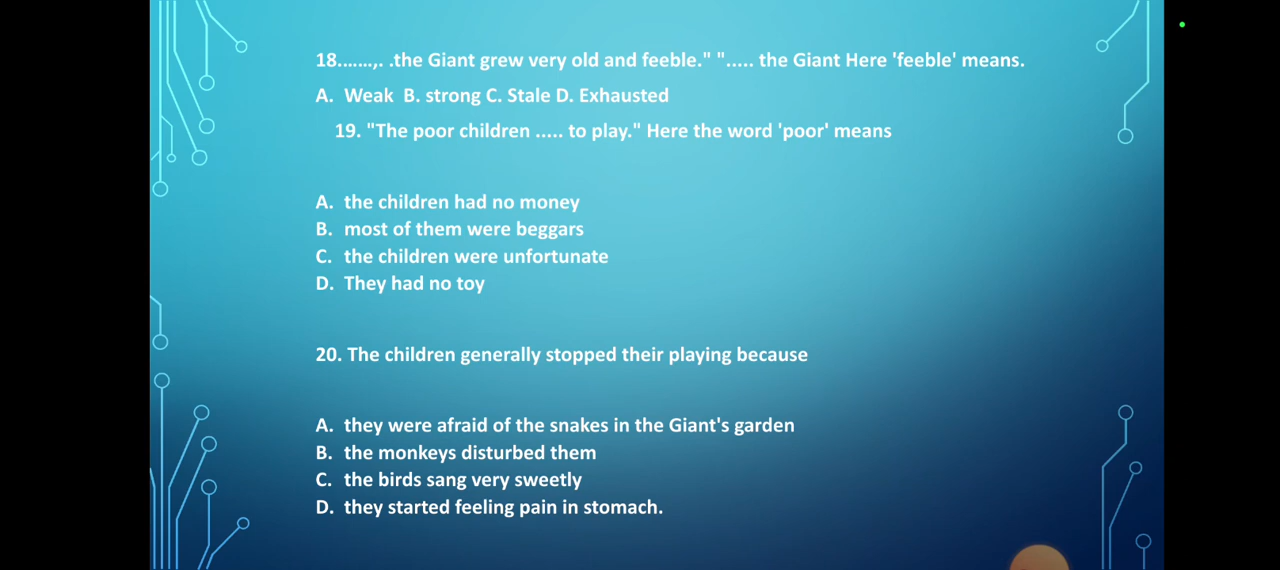 18.......,. .the Giant grew very old and feeble." "..... the Giant Here 'feeble' means.
A. Weak B. strong C. Stale D. Exhausted
19. "The poor children ..... to play." Here the word 'poor' means
A. the children had no money
B. most of them were beggars
C. the children were unfortunate
D. They had no toy
20. The children generally stopped their playing because
A. they were afraid of the snakes in the Giant's garden
B. the monkeys disturbed them
C. the birds sang very sweetly
D. they started feeling pain in stomach.